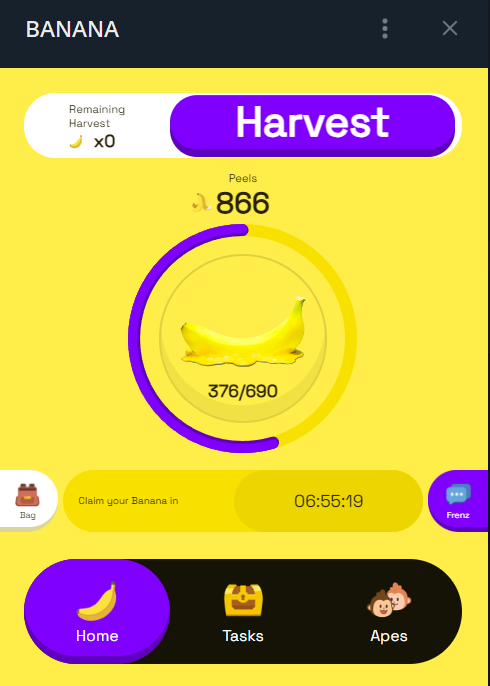 BANANA
Remaining
Harvest
x0
Harvest
Peels
866
376/690
Bag
Claim your Banana in
06:55:19
Frenz
Home
Tasks
Apes